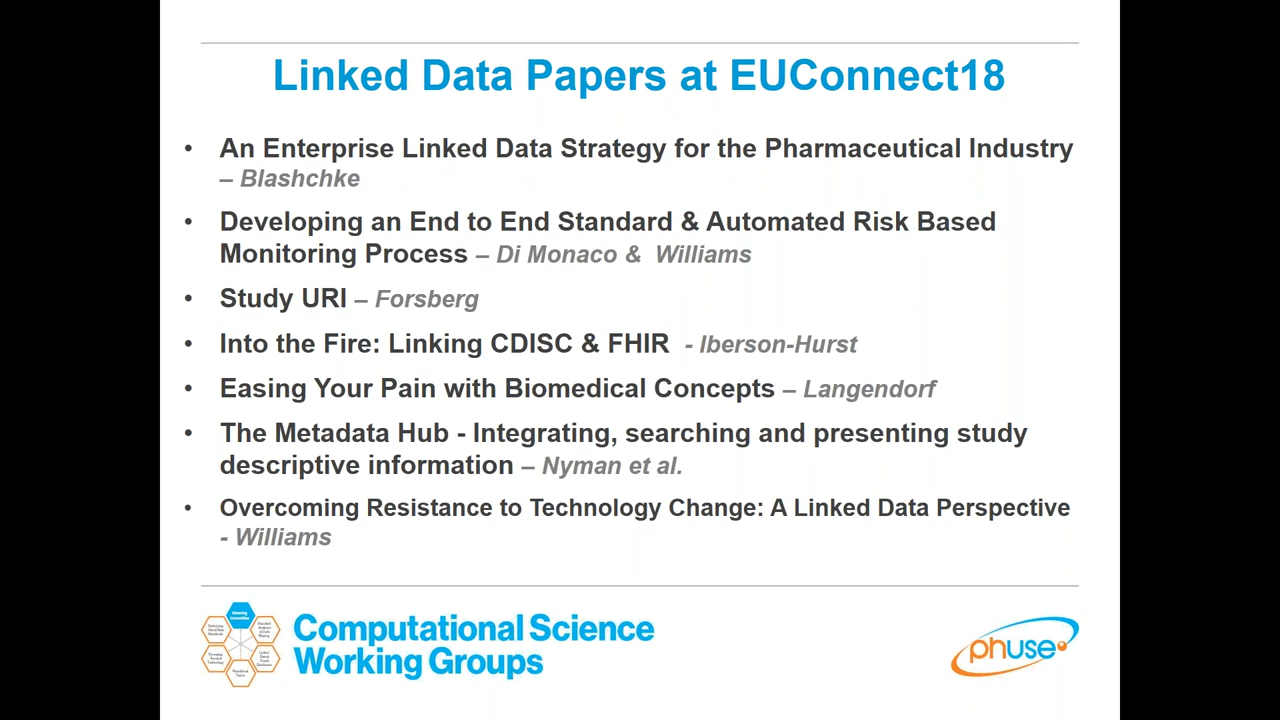 Linked Data Papers at EUConnect18
• An Enterprise Linked Data Strategy for the Pharmaceutical Industry
– Blashchke
• Developing an End to End Standard & Automated Risk Based
Monitoring Process – Di Monaco & Williams
• Study URI – Forsberg
• Into the Fire: Linking CDISC & FHIR - Iberson-Hurst
• Easing Your Pain with Biomedical Concepts – Langendorf
• The Metadata Hub - Integrating, searching and presenting study
descriptive information – Nyman et al.
• Overcoming Resistance to Technology Change: A Linked Data Perspective
- Williams
Computational Science
Working Groups
phuse